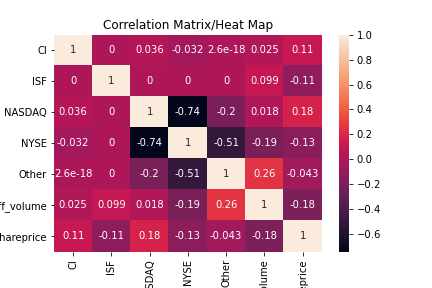 Correlation Matrix/Heat Map
CI 1 0 0.036 -0.032 2.6e-18 0.025 0.11
ISF 0 1 0 0 0 0.099 -0.11
NASDAQ 0.036 0 1 -0.74 -0.2 0.018 0.18
NYSE -0.032 0 -0.74 1 -0.51 -0.19 -0.13
Other 2.6e-18 0 -0.2 -0.51 1 0.26 -0.043
ff_volume 0.025 0.099 0.018 -0.19 0.26 1 -0.18
hareprice 0.11 -0.11 0.18 -0.13 -0.043 -0.18 1
CI ISF SDAQ NYSE Other olume eprice
1.0
0.8
0.6
0.4
0.2
0.0
−0.2
−0.4
−0.6